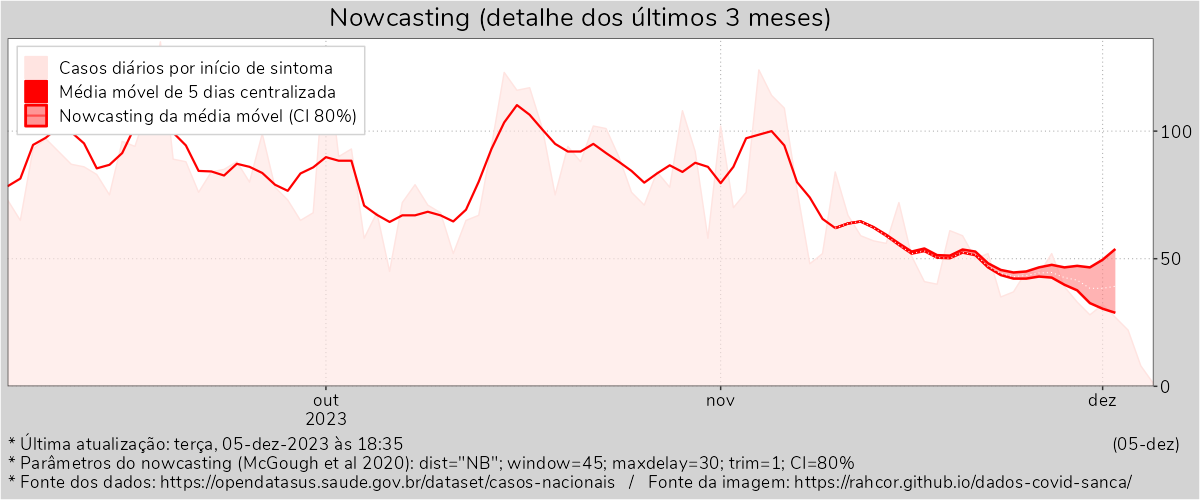 Nowcasting (detalhe dos últimos 3 meses)
Casos diários por início de sintoma
Média móvel de 5 dias centralizada
Nowcasting da média móvel (CI 80%)
100
50
0
out
2023
nov
dez
* Última atualização: terça, 05-dez-2023 às 18:35
(05-dez)
* Parâmetros do nowcasting (McGough et al 2020): dist="NB"; window=45; maxdelay=30; trim=1; CI=80%
* Fonte dos dados: https://opendatasus.saude.gov.br/dataset/casos-nacionais / Fonte da imagem: https://rahcor.github.io/dados-covid-sanca/